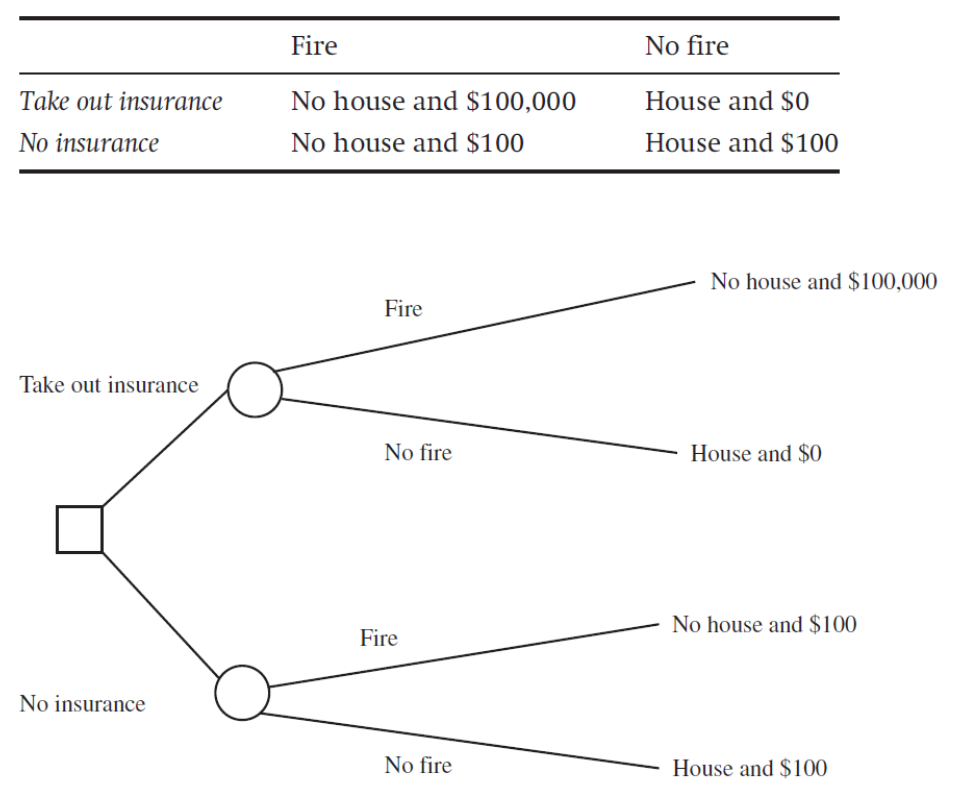 Fire No fire
Take out insurance No house and $100,000 House and $0
No insurance No house and $100 House and $100
No house and $100,000
Fire
Take out insurance
No fire
House and $0
No house and $100
Fire
No insurance
No fire
House and $100